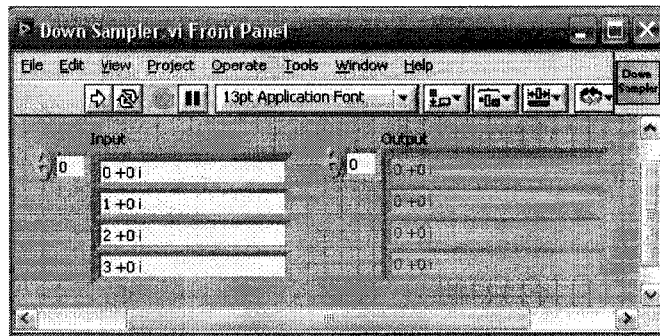 Down Sampler.vi Front Panel
File Edit View Project Operate Tools Window Help
13pt Application Font
Down
Sampler
Input
Output
0
0 +0 i
1 +0 i
2 +0 i
3 +0 i
0
0 +0 i
0 +0 i
0 +0 i
0 +0 i